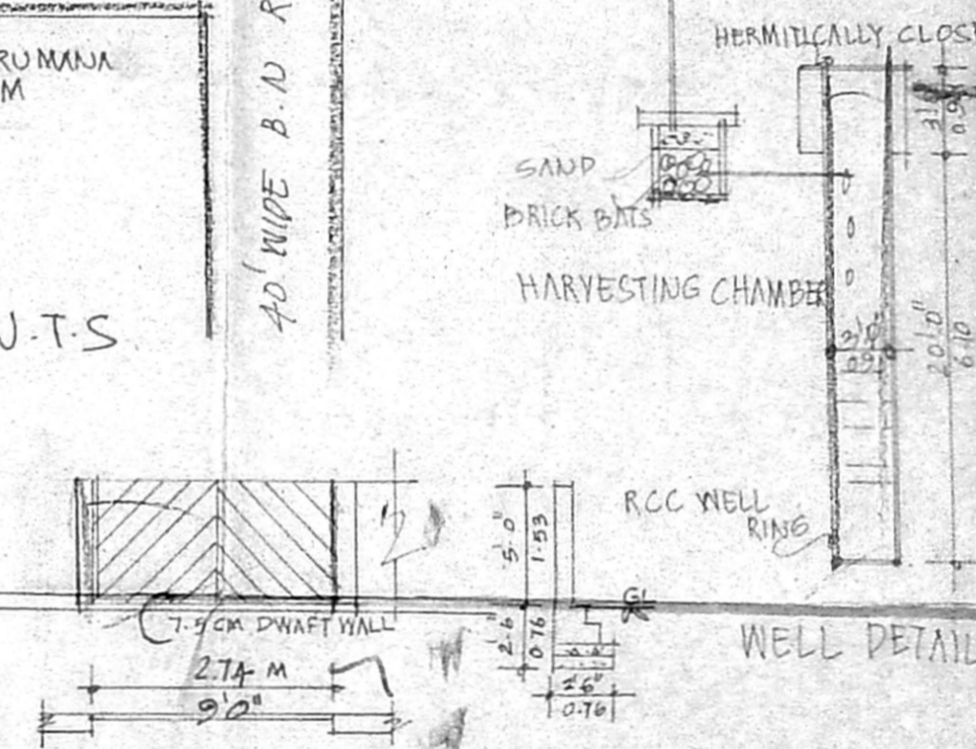 RUMANA
M
40' WIDE B.N R
U.T.S
HERMITICALLY CLOS
SAND
BRICK BATS
HARVESTING CHAMBER
3'0"
20'0"
6.10
RCC WELL
RING
WELL DETAIL
5'.0"
1.53
2'.6"
0.76
GL
7.5 CM DWAFT WALL
2.74 M
9'0"
2'6"
0.76